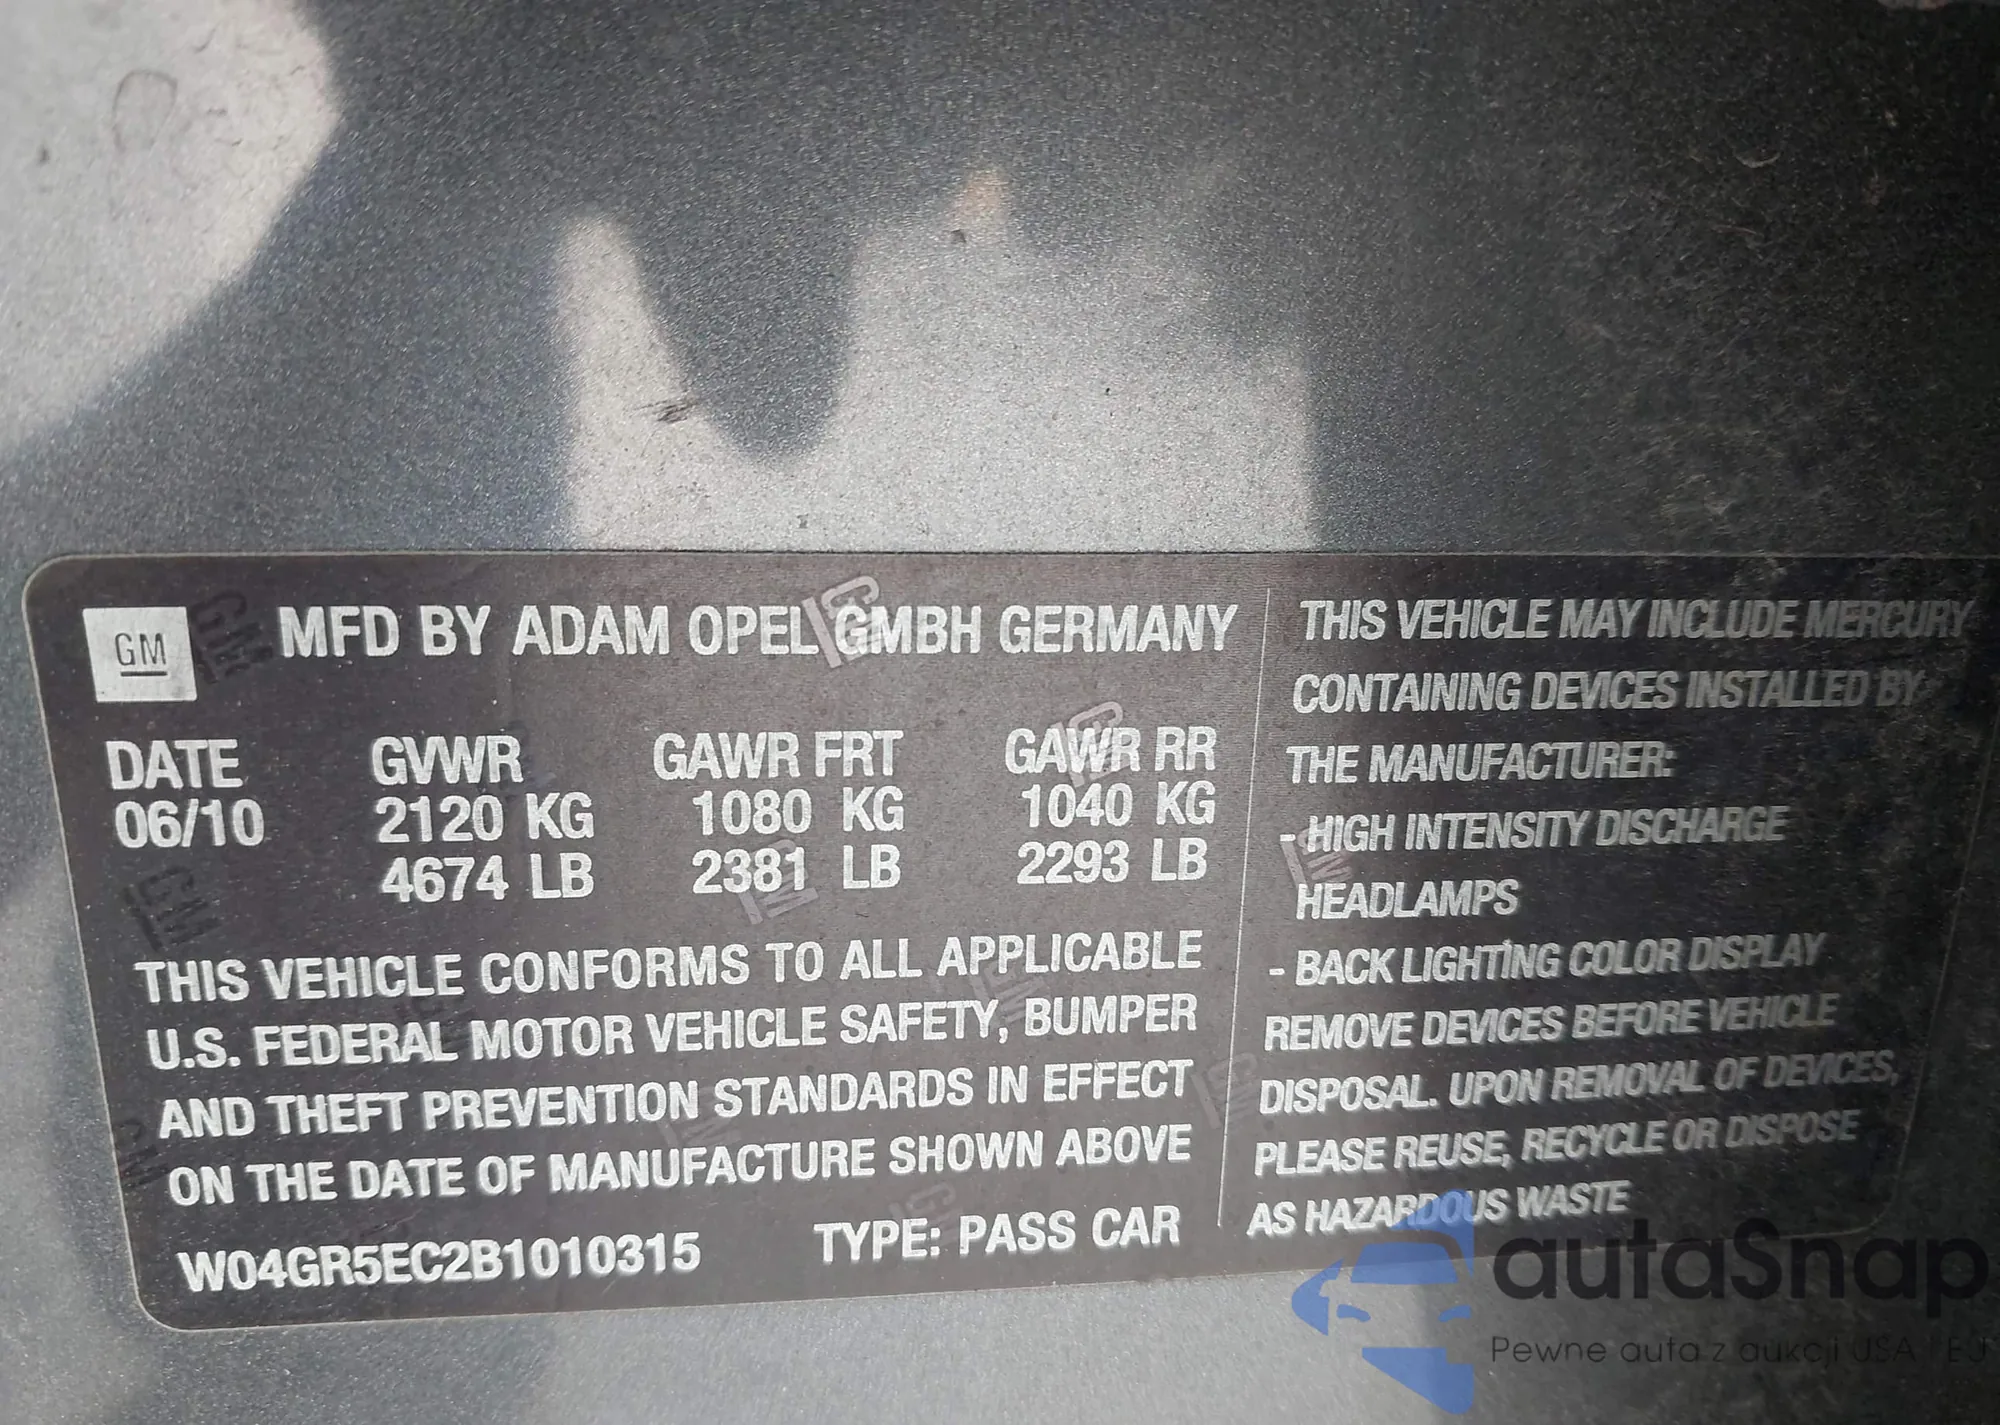 GM
MFD BY ADAM OPEL GMBH GERMANY
DATE GVWR GAWR FRT GAWR RR
06/10 2120 KG 1080 KG 1040 KG
4674 LB 2381 LB 2293 LB
THIS VEHICLE CONFORMS TO ALL APPLICABLE
U.S. FEDERAL MOTOR VEHICLE SAFETY, BUMPER
AND THEFT PREVENTION STANDARDS IN EFFECT
ON THE DATE OF MANUFACTURE SHOWN ABOVE
W04GR5EC2B1010315 TYPE: PASS CAR
THIS VEHICLE MAY INCLUDE MERCURY
CONTAINING DEVICES INSTALLED BY
THE MANUFACTURER:
- HIGH INTENSITY DISCHARGE
HEADLAMPS
- BACK LIGHTING COLOR DISPLAY
REMOVE DEVICES BEFORE VEHICLE
DISPOSAL. UPON REMOVAL OF DEVICES,
PLEASE REUSE, RECYCLE OR DISPOSE
AS HAZARDOUS WASTE
autaSnap
Pewne auta z aukcji USA i EU